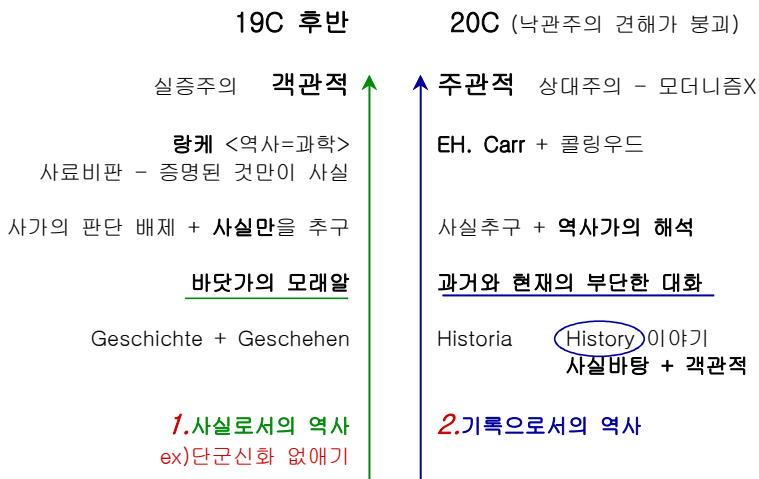 19C 후반
실증주의 객관적
랑케 <역사=과학>
사료비판 - 증명된 것만이 사실
사가의 판단 배제 + 사실만을 추구
바닷가의 모래알
Geschichte + Geschehen
1.사실로서의 역사
ex)단군신화 없애기
20C (낙관주의 견해가 붕괴)
주관적 상대주의 - 모더니즘X
EH. Carr + 콜링우드
사실추구 + 역사가의 해석
과거와 현재의 부단한 대화
Historia History 이야기
사실바탕 + 객관적
2.기록으로서의 역사